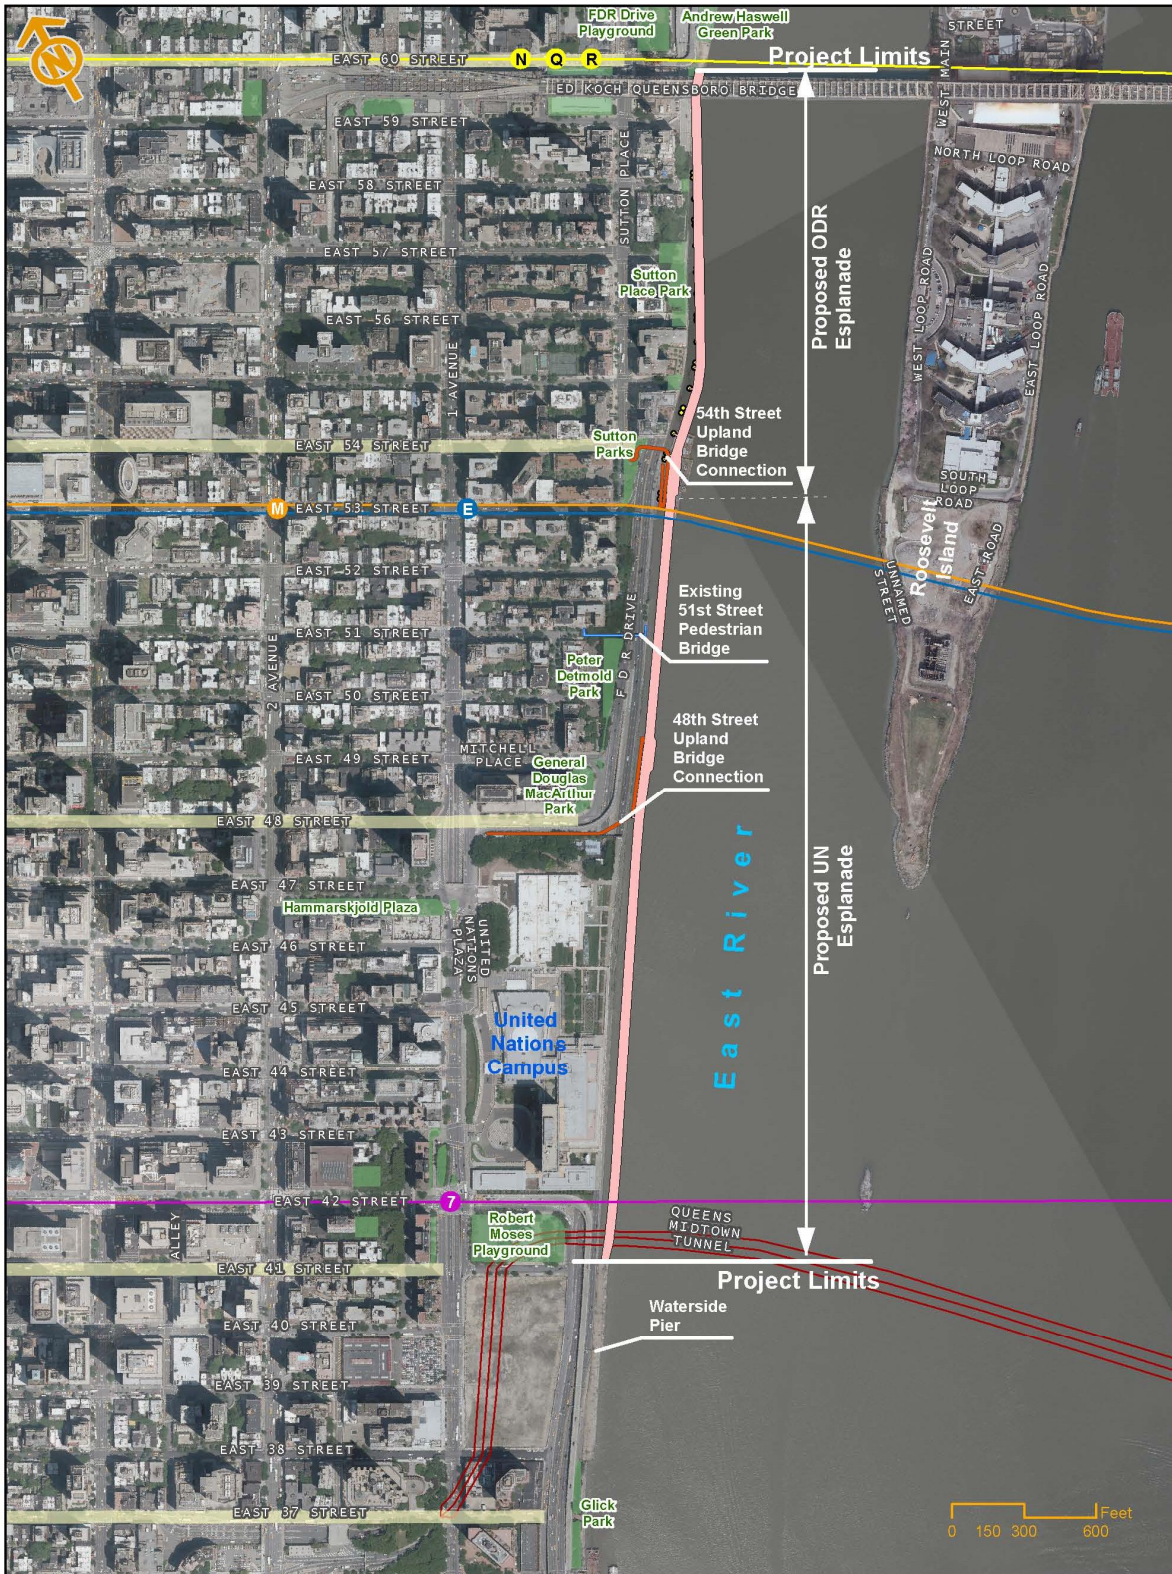 N
FDR Drive
Playground
Andrew Haswell
Green Park
STREET
EAST 60 STREET
N Q R
Project Limits
WEST MAIN
ED KOCH QUEENSBORO BRIDGE
EAST 59 STREET
SUTTON PLACE
NORTH LOOP ROAD
EAST 58 STREET
EAST 57 STREET
Proposed ODR
Esplanade
Sutton
Place Park
WEST LOOP ROAD
EAST LOOP ROAD
EAST 56 STREET
1 AVENUE
54th Street
Upland
Bridge
Connection
EAST 54 STREET
Sutton
Parks
SOUTH
LOOP
ROAD
M
EAST 53 STREET
E
Roosevelt
Island
EAST ROAD
UNNAMED
STREET
EAST 52 STREET
Existing
51st Street
Pedestrian
Bridge
FDR DRIVE
EAST 51 STREET
2 AVENUE
Peter
Detmold
Park
EAST 50 STREET
48th Street
Upland
Bridge
Connection
MITCHELL
PLACE
EAST 49 STREET
General
Douglas
MacArthur
Park
EAST 48 STREET
East River
Proposed UN
Esplanade
EAST 47 STREET
Hammarskjold Plaza
UNITED
NATIONS
PLAZA
EAST 46 STREET
EAST 45 STREET
United
Nations
Campus
EAST 44 STREET
EAST 43 STREET
EAST 42 STREET
7
QUEENS
MIDTOWN
TUNNEL
ALLEY
Robert
Moses
Playground
EAST 41 STREET
Project Limits
Waterside
Pier
EAST 40 STREET
EAST 39 STREET
EAST 38 STREET
EAST 37 STREET
Glick
Park
Feet
0 150 300 600